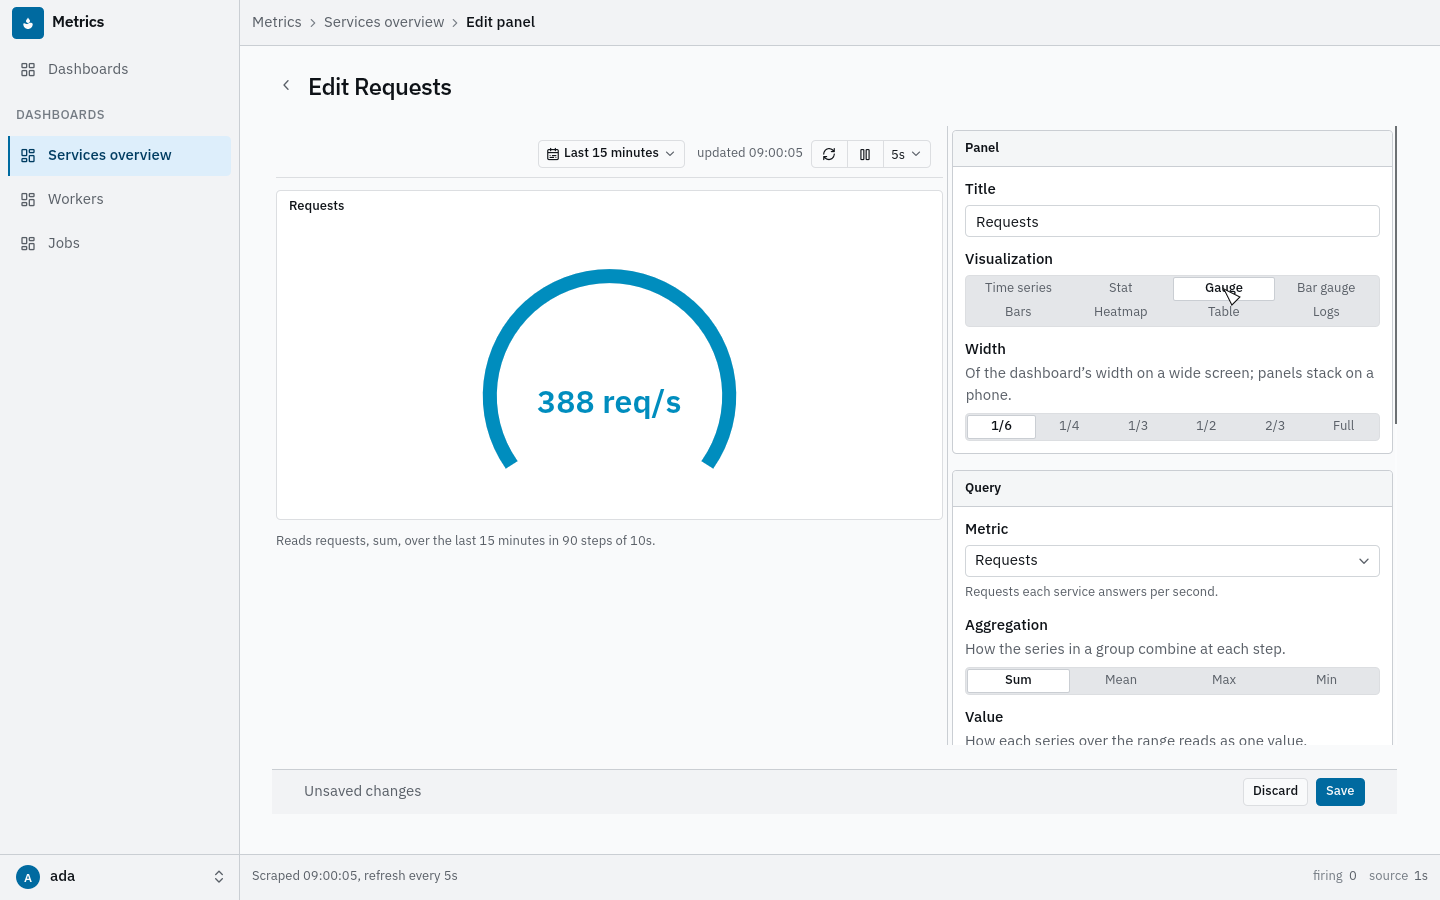 Metrics
Dashboards
DASHBOARDS
Services overview
Workers
Jobs
A ada
Metrics > Services overview > Edit panel
Edit Requests
Last 15 minutes updated 09:00:05 5s
Requests
388 req/s
Reads requests, sum, over the last 15 minutes in 90 steps of 10s.
Panel
Title
Requests
Visualization
Time series Stat Gauge Bar gauge
Bars Heatmap Table Logs
Width
Of the dashboard’s width on a wide screen; panels stack on a
phone.
1/6 1/4 1/3 1/2 2/3 Full
Query
Metric
Requests
Requests each service answers per second.
Aggregation
How the series in a group combine at each step.
Sum Mean Max Min
Value
How each series over the range reads as one value.
Unsaved changes Discard Save
Scraped 09:00:05, refresh every 5s firing 0 source 1s